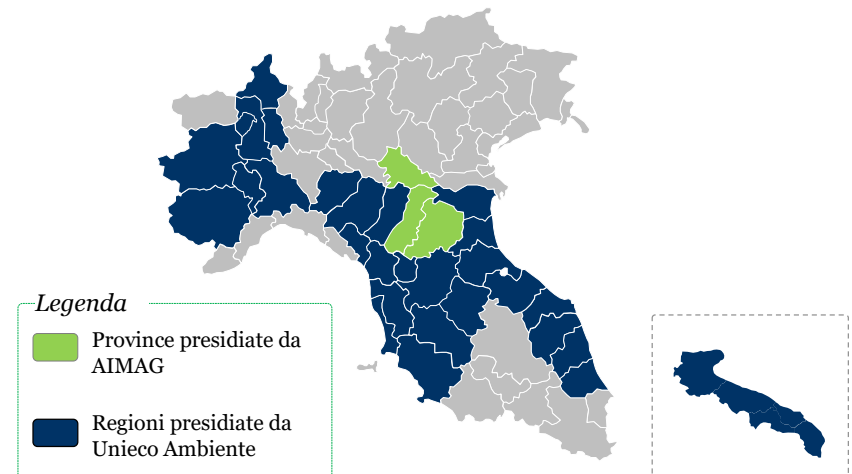 Legenda
Province presidiate da
AIMAG
Regioni presidiate da
Unieco Ambiente